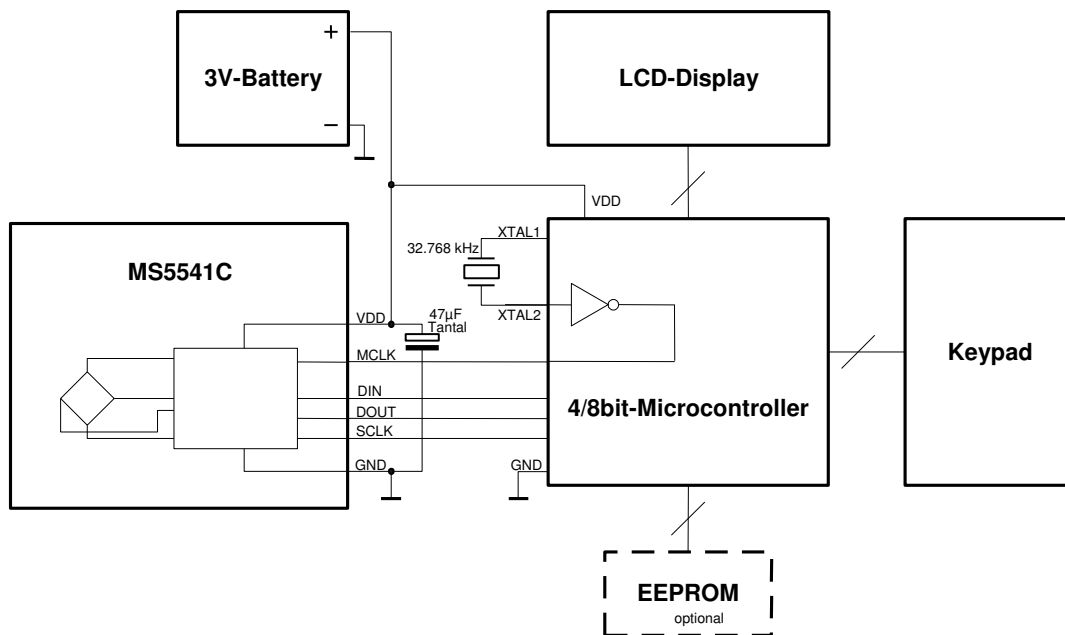 +
3V-Battery
−
LCD-Display
VDD
XTAL1
32.768 kHz
XTAL2
MS5541C
VDD
47µF
Tantal
MCLK
DIN
DOUT
SCLK
GND
4/8bit-Microcontroller
GND
Keypad
EEPROM
optional